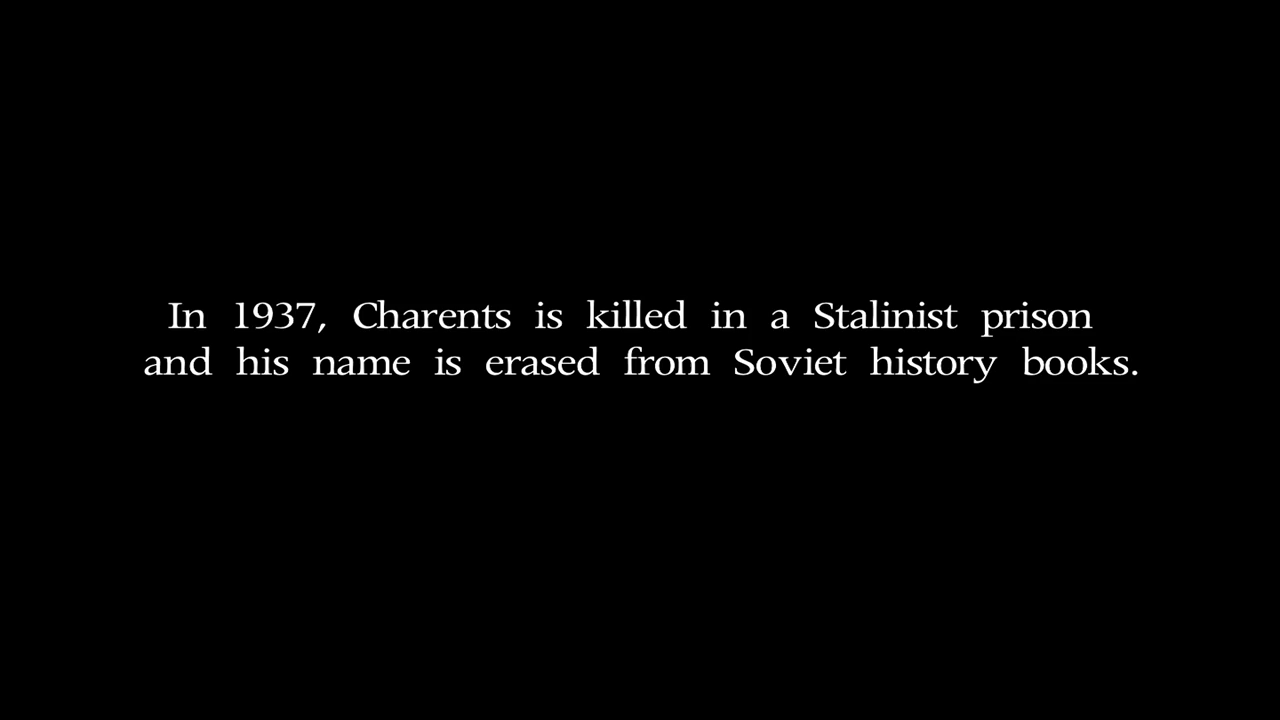 In 1937, Charents is killed in a Stalinist prison
and his name is erased from Soviet history books.